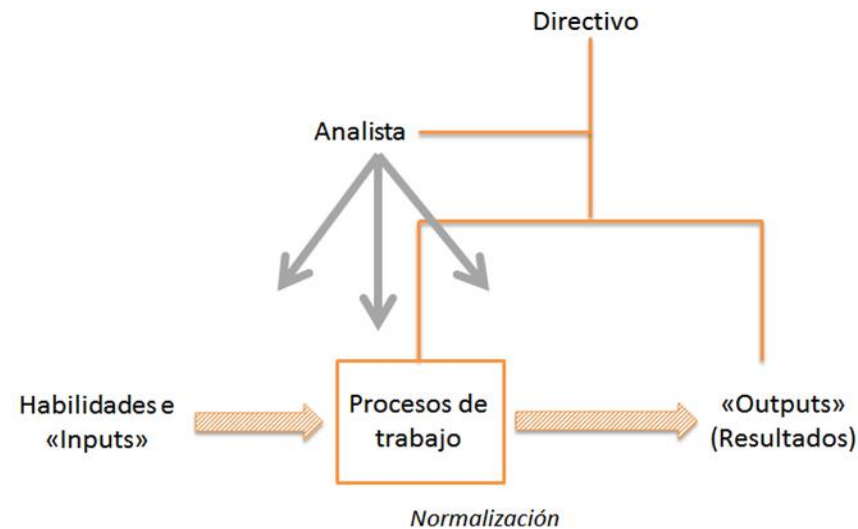 Directivo
Analista
Habilidades e
«Inputs»
Procesos de
trabajo
«Outputs»
(Resultados)
Normalización